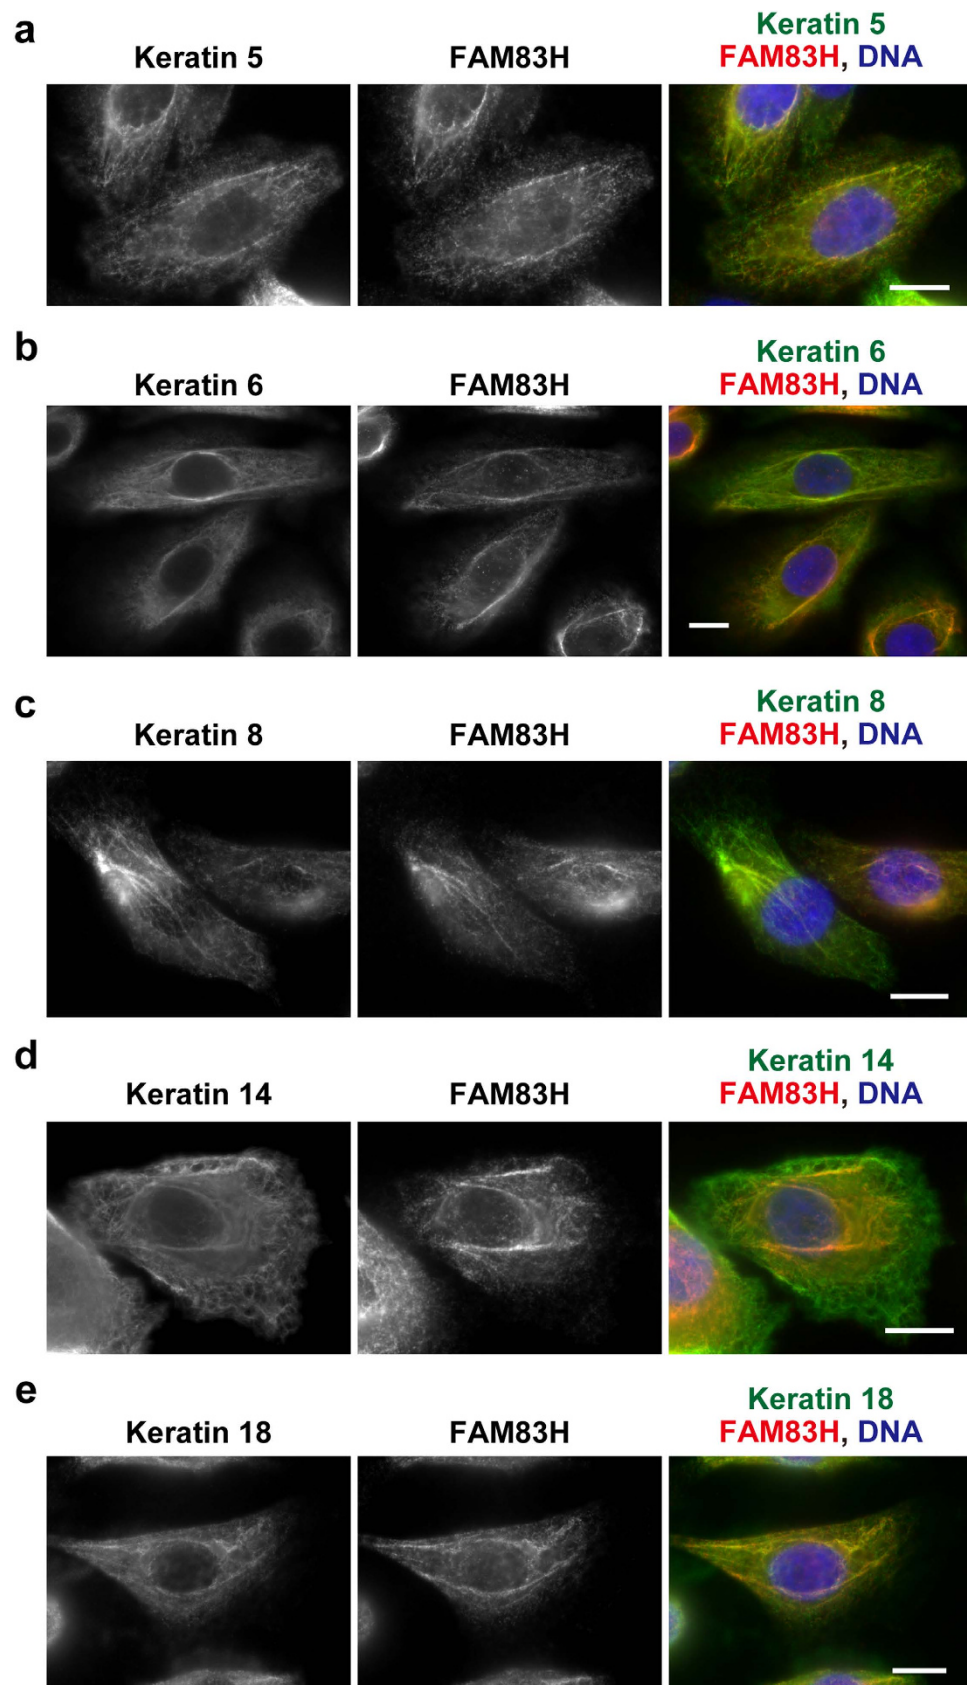 a
Keratin 5
FAM83H
Keratin 5
FAM83H, DNA
b
Keratin 6
FAM83H
Keratin 6
FAM83H, DNA
c
Keratin 8
FAM83H
Keratin 8
FAM83H, DNA
d
Keratin 14
FAM83H
Keratin 14
FAM83H, DNA
e
Keratin 18
FAM83H
Keratin 18
FAM83H, DNA